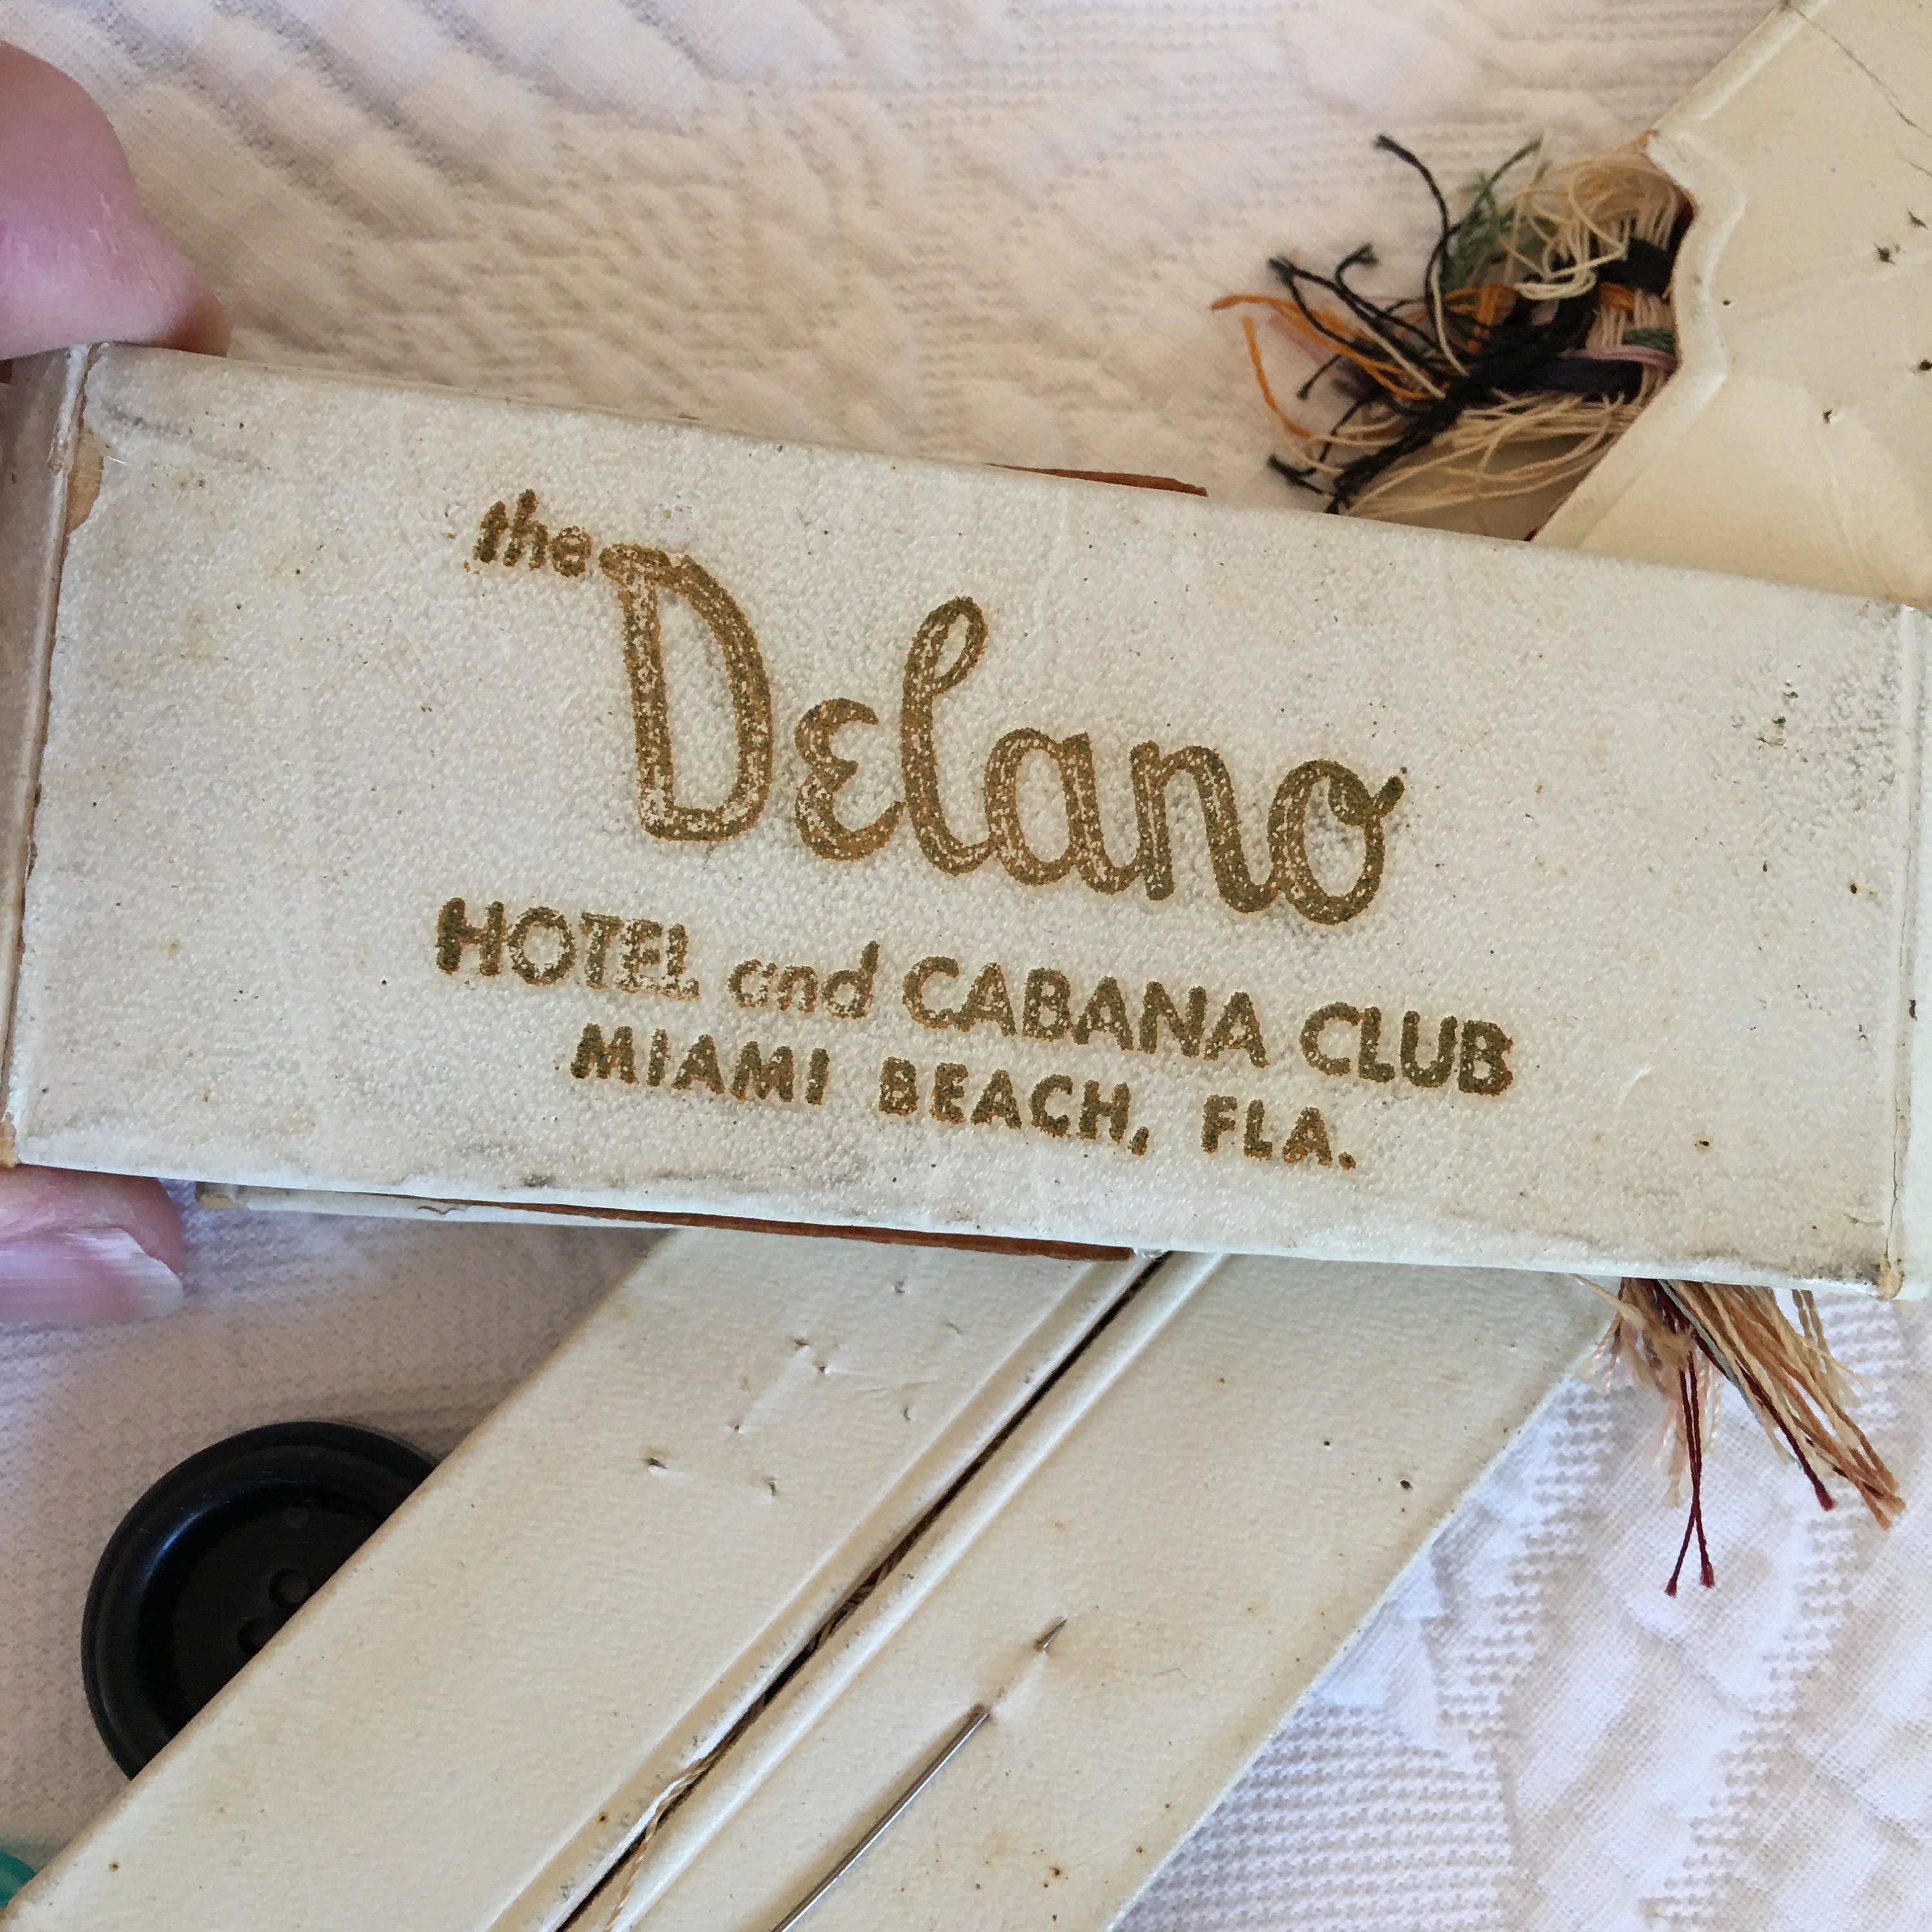 the Delano
HOTEL and CABANA CLUB
MIAMI BEACH, FLA.